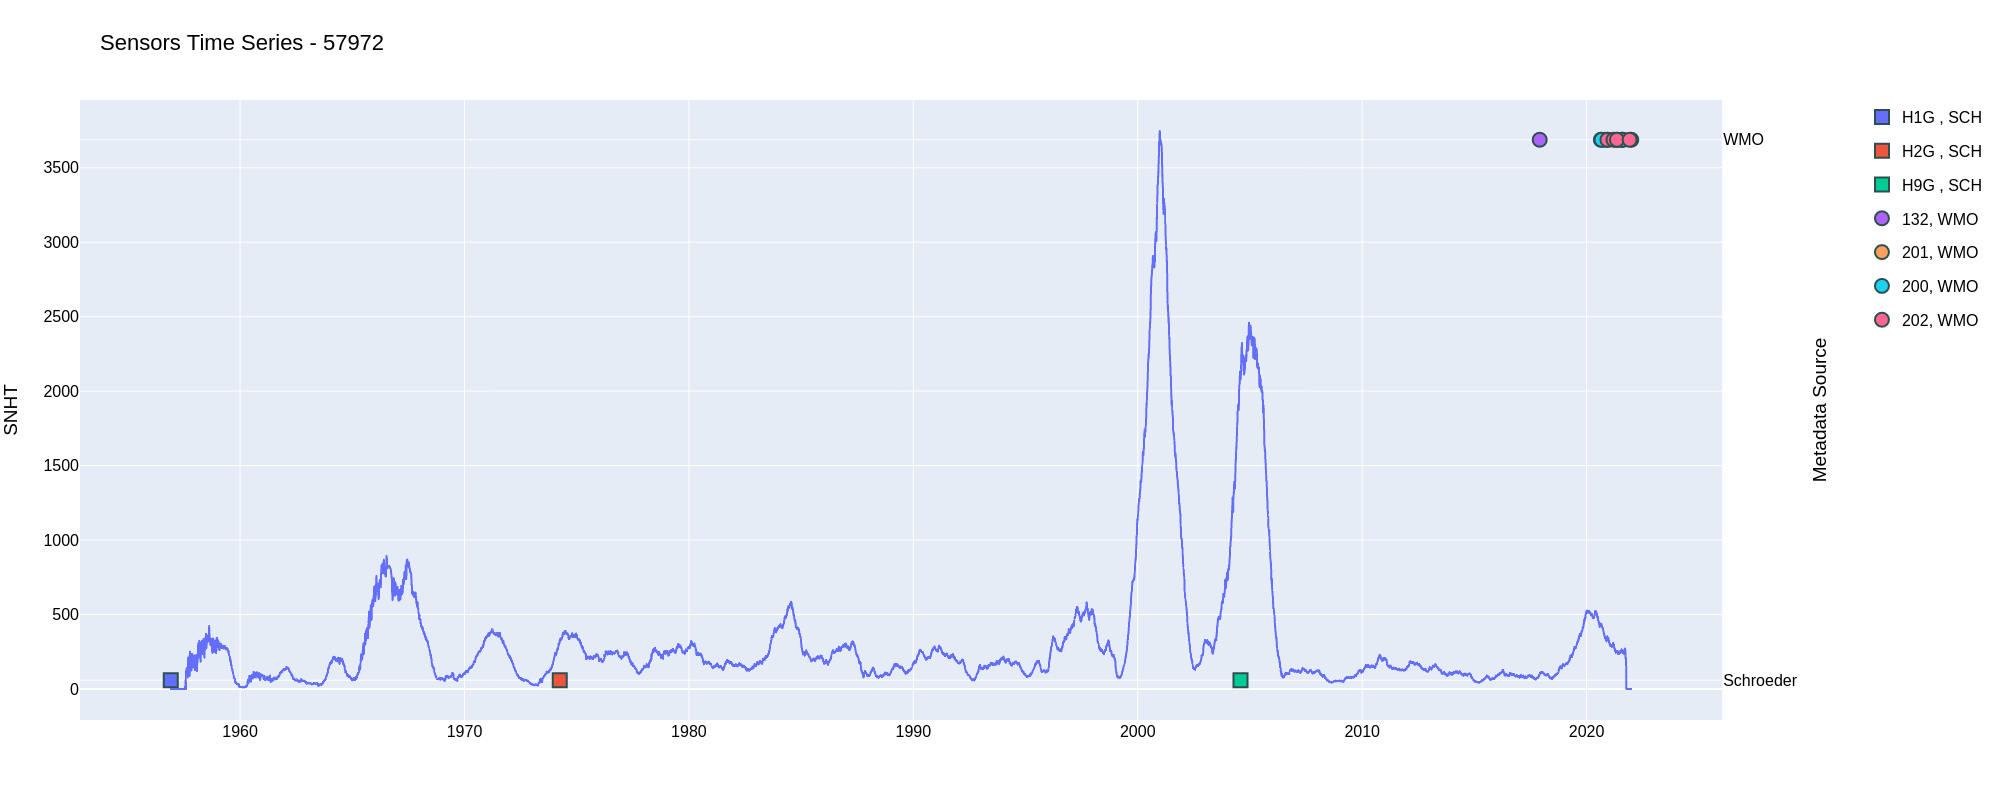 Sensors Time Series - 57972
SNHT
3500
3000
2500
2000
1500
1000
500
0
1960
1970
1980
1990
2000
2010
2020
WMO
Schroeder
Metadata Source
H1G , SCH
H2G , SCH
H9G , SCH
132, WMO
201, WMO
200, WMO
202, WMO